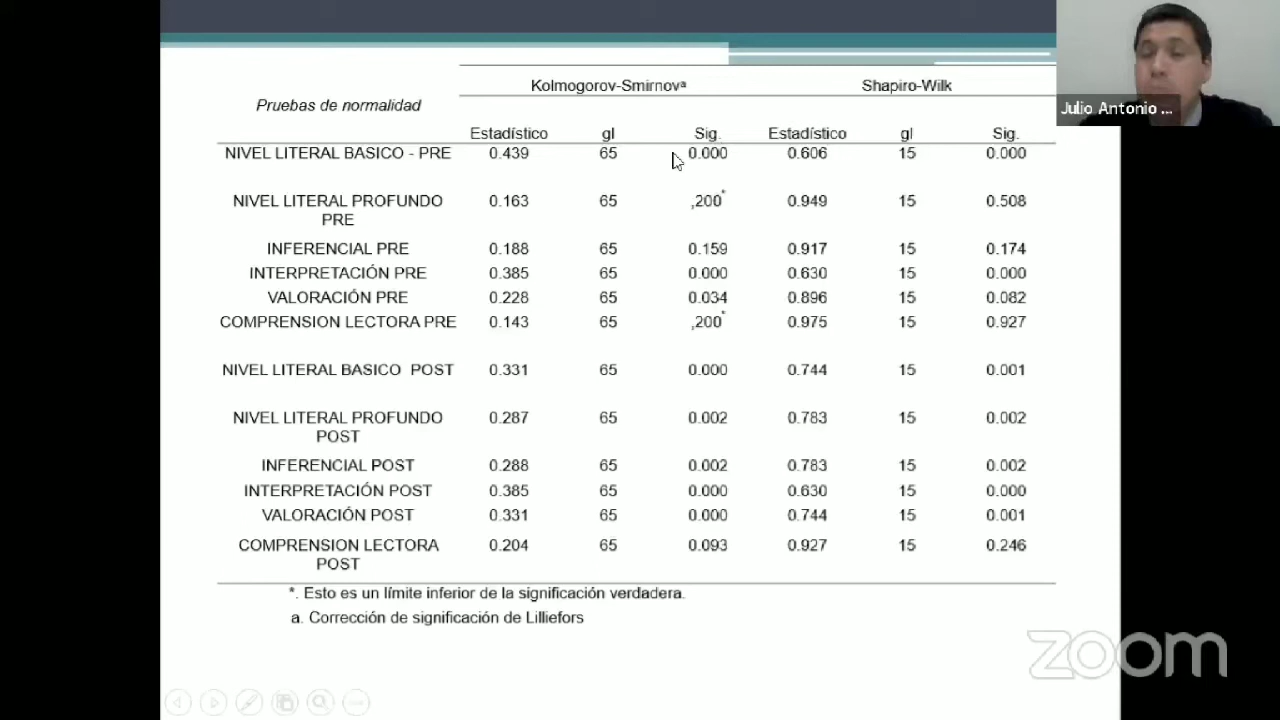 Kolmogorov-Smirnovª Shapiro-Wilk
Pruebas de normalidad
Estadístico gl Sig. Estadístico gl Sig.
NIVEL LITERAL BASICO - PRE 0.439 65 0.000 0.606 15 0.000
NIVEL LITERAL PROFUNDO PRE 0.163 65 ,200* 0.949 15 0.508
INFERENCIAL PRE 0.188 65 0.159 0.917 15 0.174
INTERPRETACIÓN PRE 0.385 65 0.000 0.630 15 0.000
VALORACIÓN PRE 0.228 65 0.034 0.896 15 0.082
COMPRENSION LECTORA PRE 0.143 65 ,200* 0.975 15 0.927
NIVEL LITERAL BASICO POST 0.331 65 0.000 0.744 15 0.001
NIVEL LITERAL PROFUNDO POST 0.287 65 0.002 0.783 15 0.002
INFERENCIAL POST 0.288 65 0.002 0.783 15 0.002
INTERPRETACIÓN POST 0.385 65 0.000 0.630 15 0.000
VALORACIÓN POST 0.331 65 0.000 0.744 15 0.001
COMPRENSION LECTORA POST 0.204 65 0.093 0.927 15 0.246
*. Esto es un límite inferior de la significación verdadera.
a. Corrección de significación de Lilliefors
Julio Antonio ...
zoom